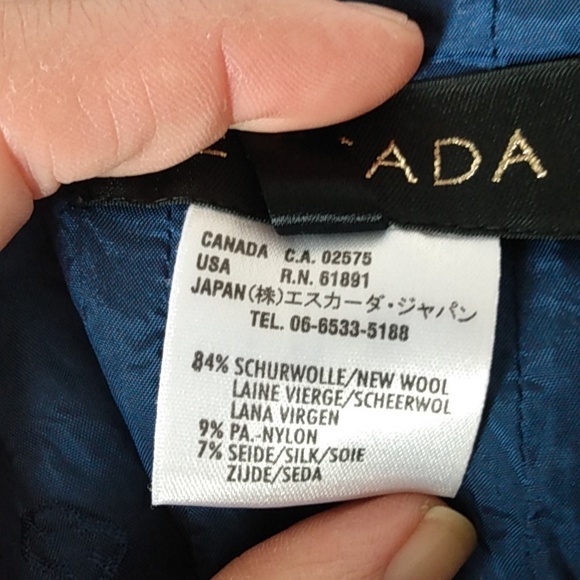 CADA
CANADA C.A. 02575
USA R.N. 61891
JAPAN (株)エスカーダ・ジャパン
TEL. 06-6533-5188
84% SCHURWOLLE/NEW WOOL
LAINE VIERGE/SCHEERWOL
LANA VIRGEN
9% PA.-NYLON
7% SEIDE/SILK/SOIE
ZIJDE/SEDA